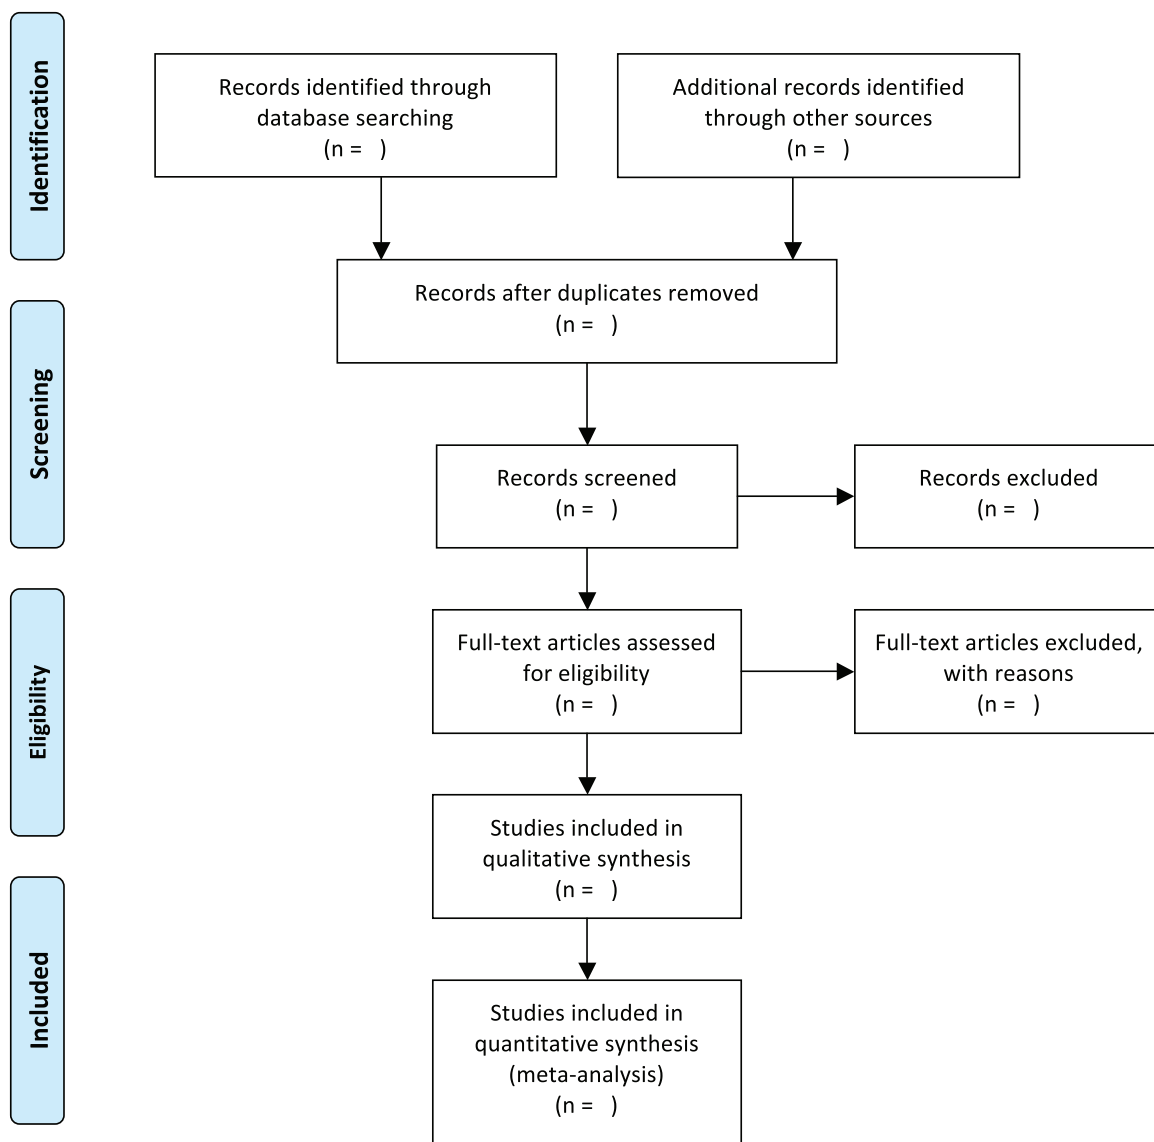 Identification
Records identified through
database searching
(n =   )
Additional records identified
through other sources
(n =   )
Records after duplicates removed
(n =   )
Screening
Records screened
(n =   )
Records excluded
(n =   )
Eligibility
Full-text articles assessed
for eligibility
(n =   )
Full-text articles excluded,
with reasons
(n =   )
Studies included in
qualitative synthesis
(n =   )
Included
Studies included in
quantitative synthesis
(meta-analysis)
(n =   )